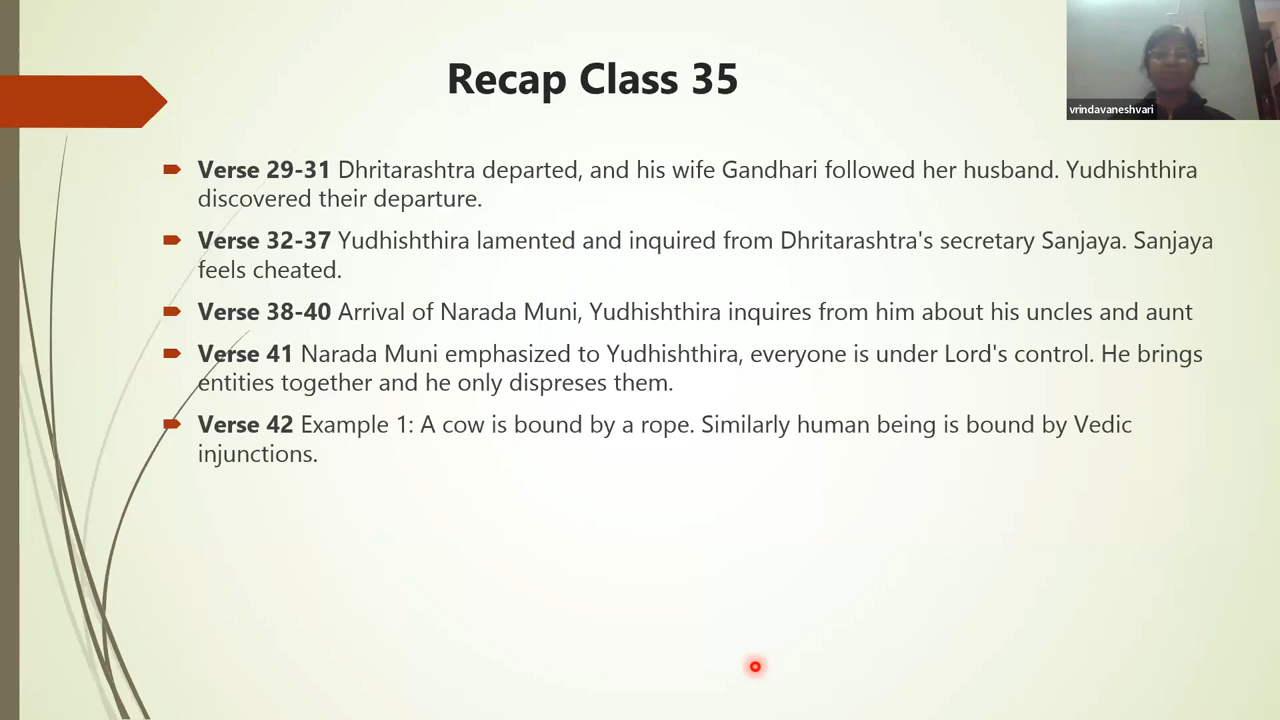 Recap Class 35
vrindavaneshvari
Verse 29-31 Dhritarashtra departed, and his wife Gandhari followed her husband. Yudhishthira
discovered their departure.
Verse 32-37 Yudhishthira lamented and inquired from Dhritarashtra's secretary Sanjaya. Sanjaya
feels cheated.
Verse 38-40 Arrival of Narada Muni, Yudhishthira inquires from him about his uncles and aunt
Verse 41 Narada Muni emphasized to Yudhishthira, everyone is under Lord's control. He brings
entities together and he only dispreses them.
Verse 42 Example 1: A cow is bound by a rope. Similarly human being is bound by Vedic
injunctions.